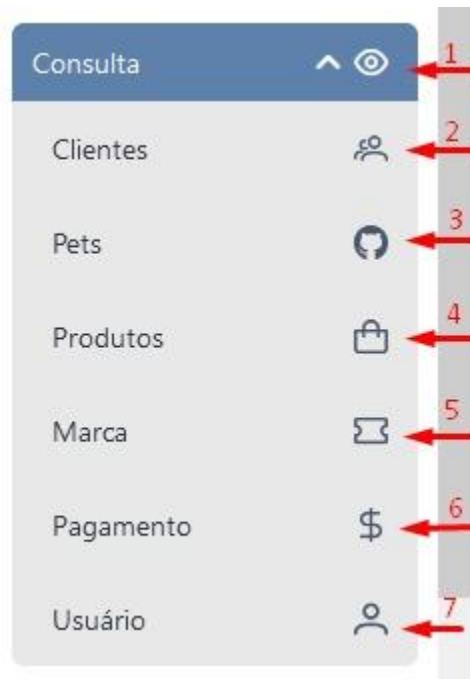 Consulta 1
Clientes 2
Pets 3
Produtos 4
Marca 5
Pagamento $ 6
Usuário 7